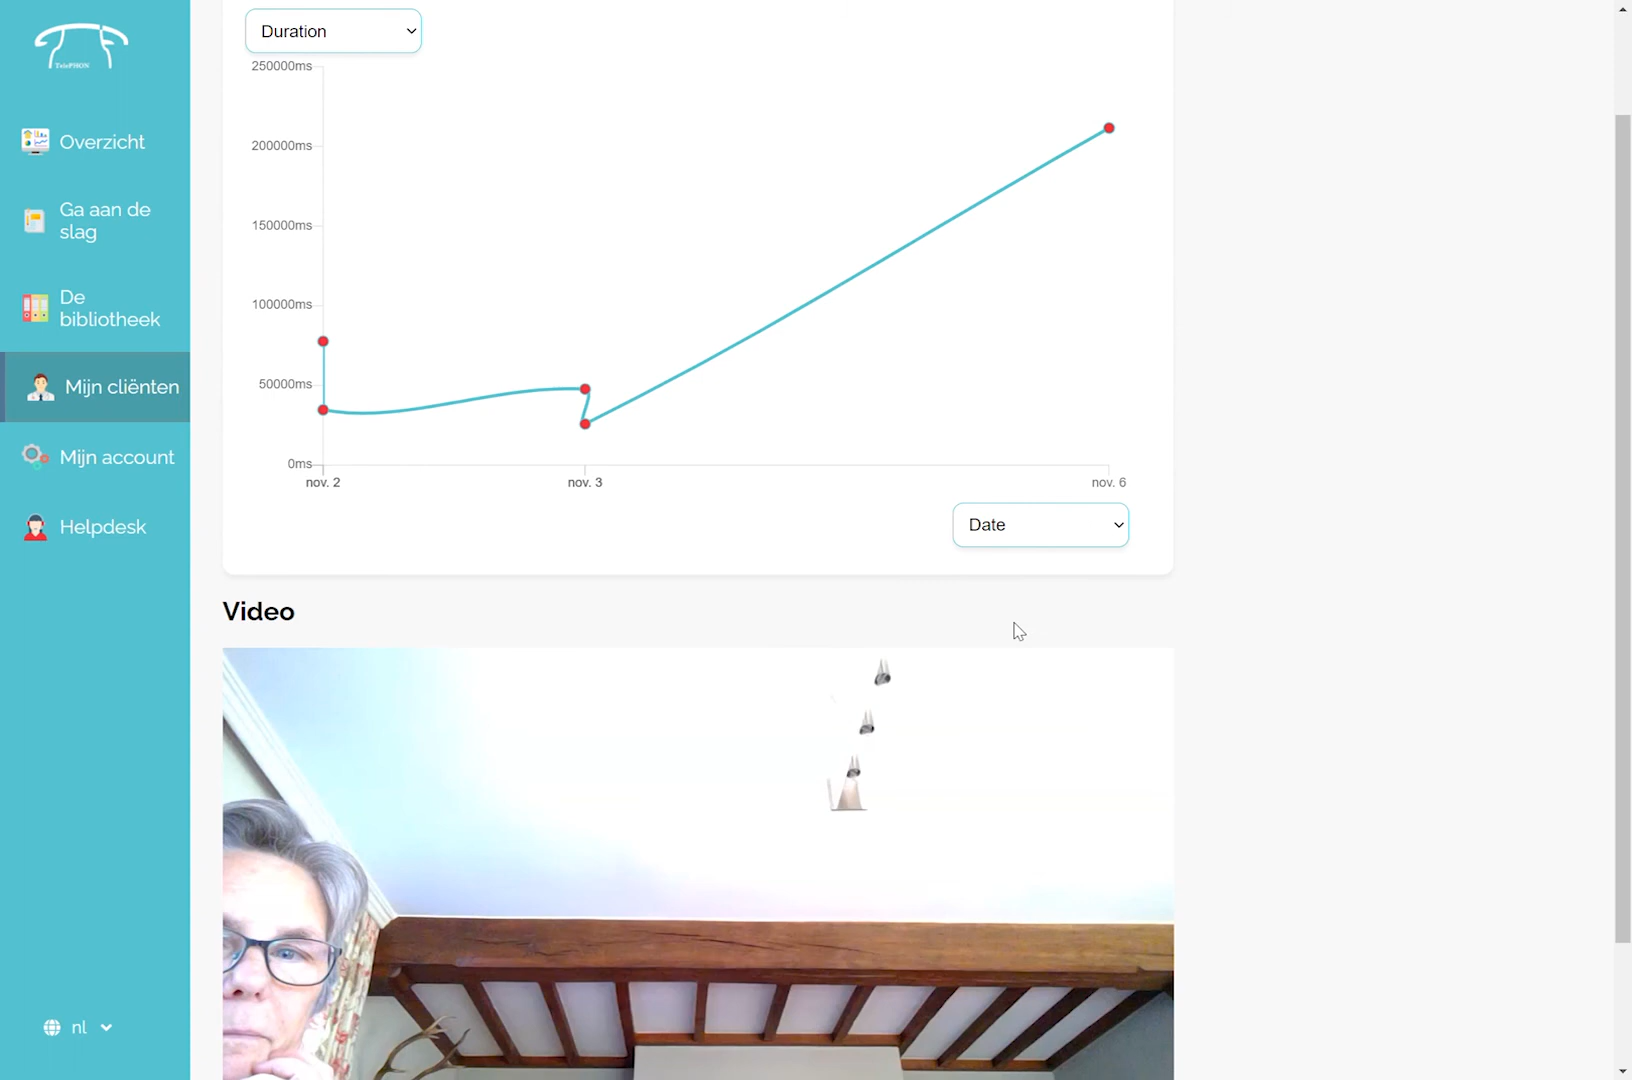 TelePHON
Overzicht
Ga aan de
slag
De
bibliotheek
Mijn cliënten
Mijn account
Helpdesk
nl
Duration
250000ms
200000ms
150000ms
100000ms
50000ms
0ms
nov. 2
nov. 3
nov. 6
Date
Video